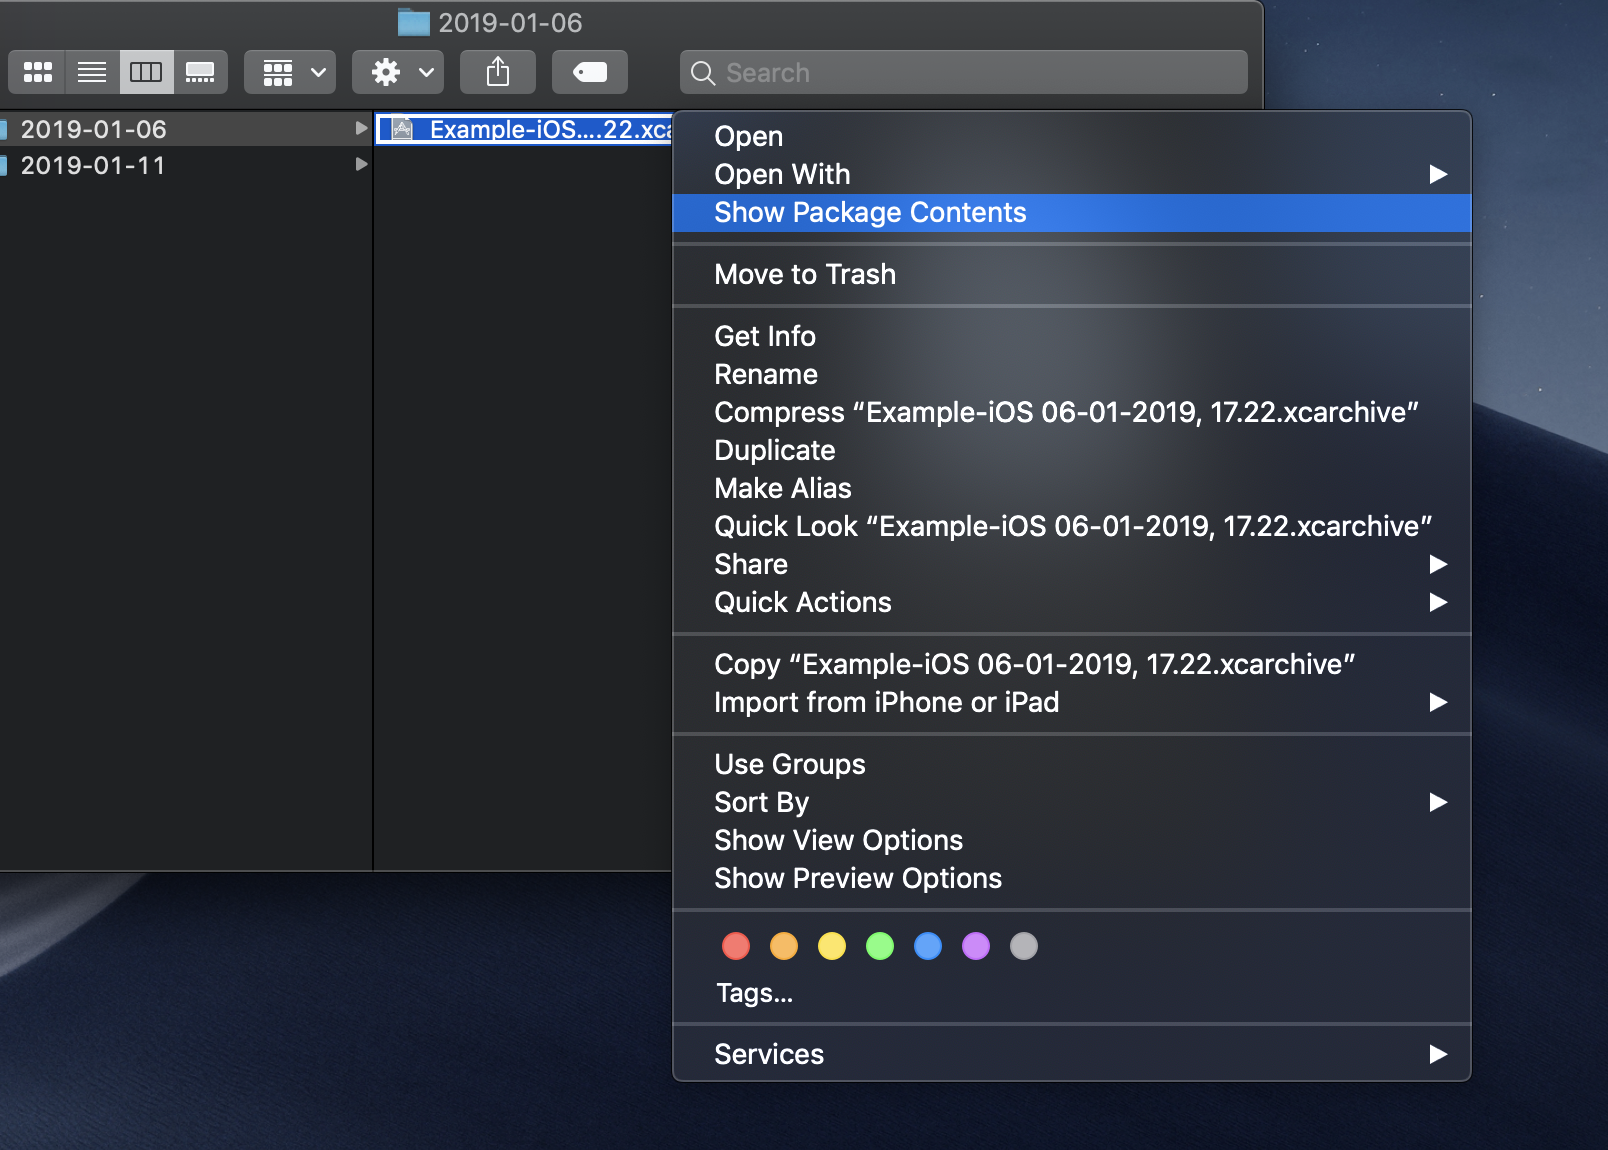 2019-01-06
Search
2019-01-06
2019-01-11
Example-iOS....22.xca
Open
Open With
Show Package Contents
Move to Trash
Get Info
Rename
Compress “Example-iOS 06-01-2019, 17.22.xcarchive”
Duplicate
Make Alias
Quick Look “Example-iOS 06-01-2019, 17.22.xcarchive”
Share
Quick Actions
Copy “Example-iOS 06-01-2019, 17.22.xcarchive”
Import from iPhone or iPad
Use Groups
Sort By
Show View Options
Show Preview Options
Tags...
Services